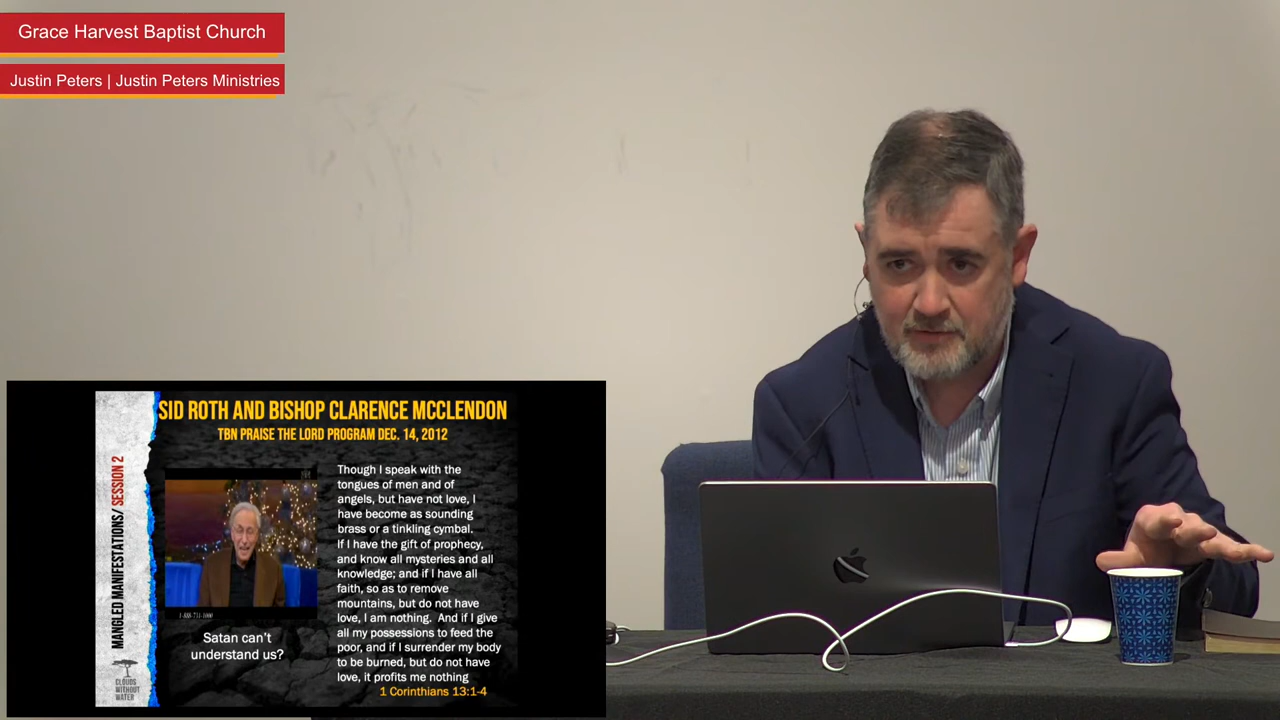 Grace Harvest Baptist Church
Justin Peters | Justin Peters Ministries
SID ROTH AND BISHOP CLARENCE MCCLENDON
TBN PRAISE THE LORD PROGRAM DEC. 14, 2012
MANGLED MANIFESTATIONS/ SESSION 2
Though I speak with the
tongues of men and of
angels, but have not love, I
have become as sounding
brass or a tinkling cymbal.
If I have the gift of prophecy,
and know all mysteries and all
knowledge; and if I have all
faith, so as to remove
mountains, but do not have
love, I am nothing. And if I give
all my possessions to feed the
poor, and if I surrender my body
to be burned, but do not have
love, it profits me nothing
1 Corinthians 13:1-4
Satan can't
understand us?
CLOUDS
WITHOUT
WATER